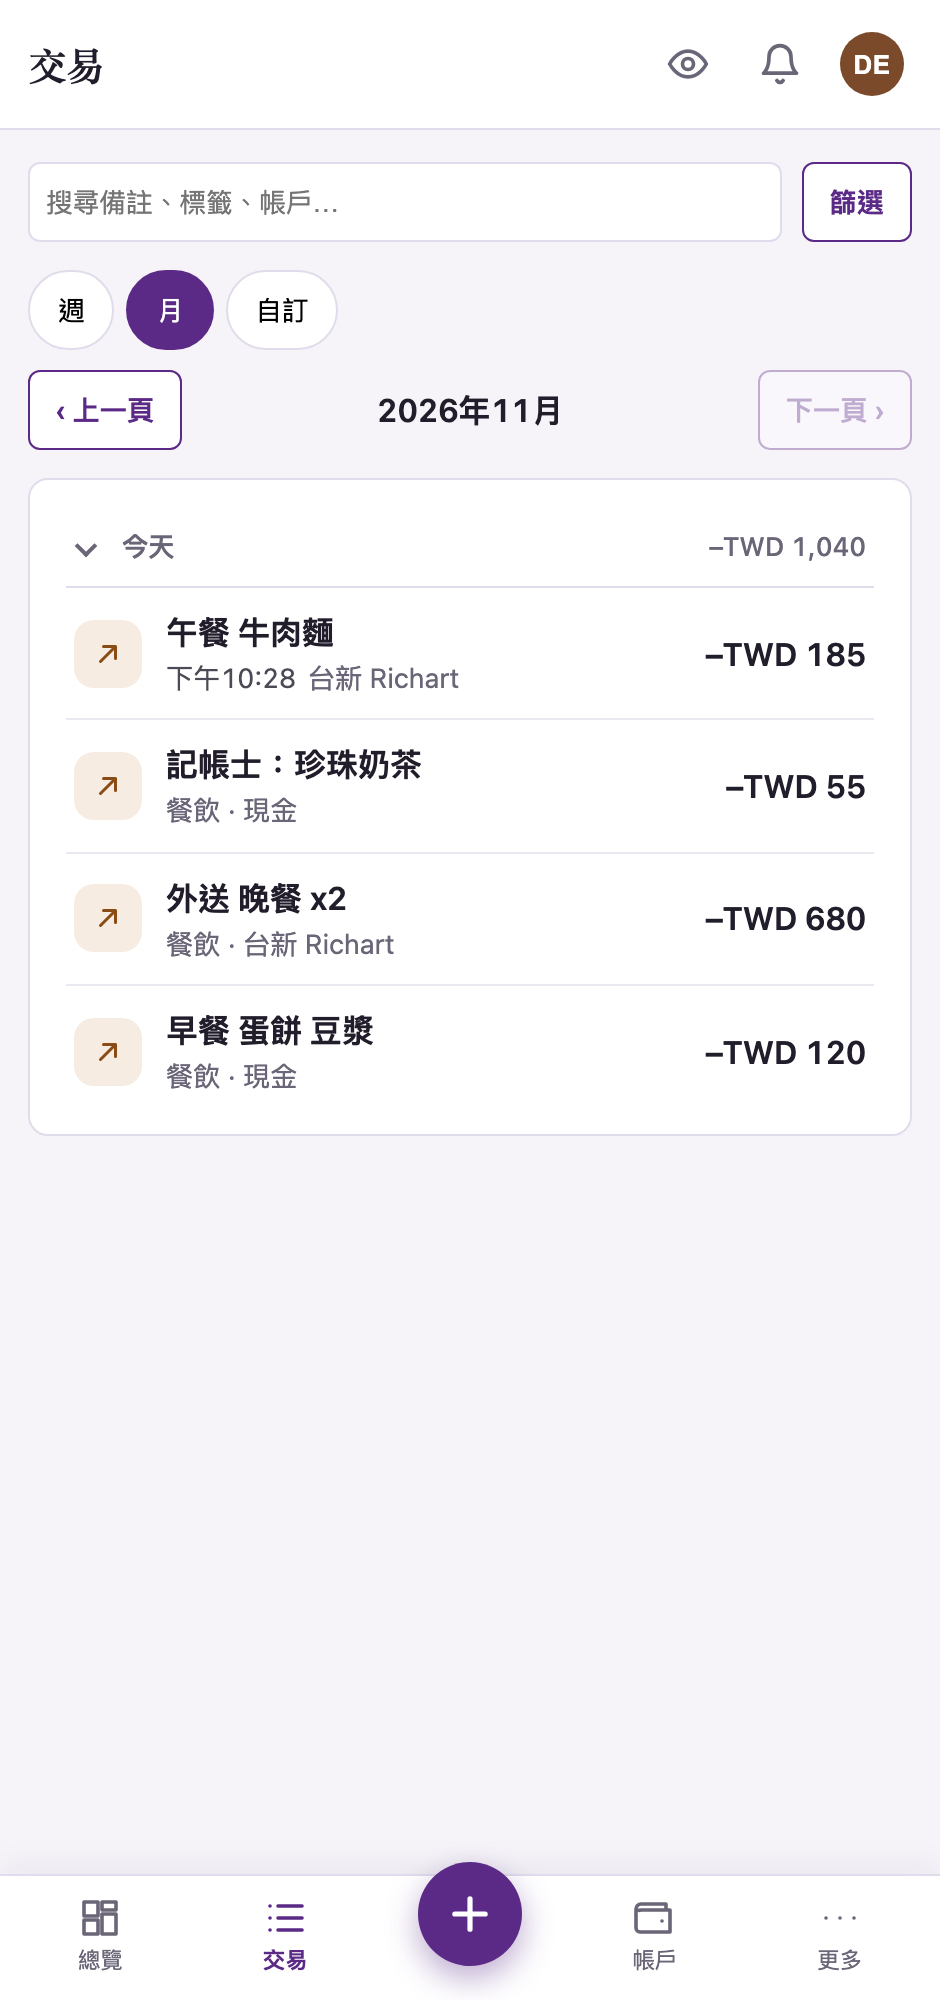 交易
DE
搜尋備註、標籤、帳戶...
篩選
週
月
自訂
‹ 上一頁
2026年11月
下一頁 ›
今天
–TWD 1,040
午餐 牛肉麵
–TWD 185
下午10:28 台新 Richart
記帳士：珍珠奶茶
–TWD 55
餐飲 · 現金
外送 晚餐 x2
–TWD 680
餐飲 · 台新 Richart
早餐 蛋餅 豆漿
–TWD 120
餐飲 · 現金
總覽
交易
帳戶
更多